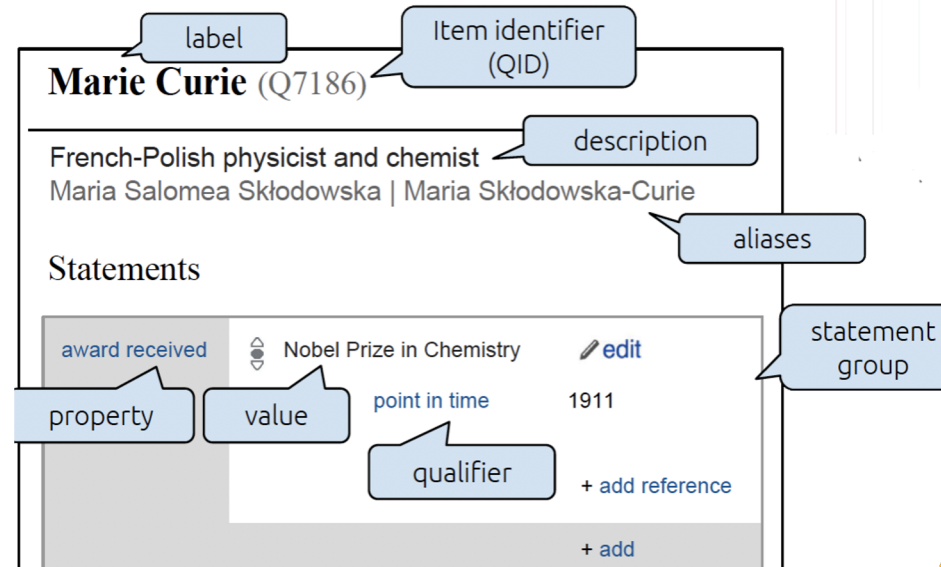 label
Item identifier
(QID)
Marie Curie (Q7186)
description
French-Polish physicist and chemist
Maria Salomea Skłodowska | Maria Skłodowska-Curie
aliases
Statements
statement
group
award received
Nobel Prize in Chemistry
edit
property
value
point in time
1911
qualifier
+ add reference
+ add